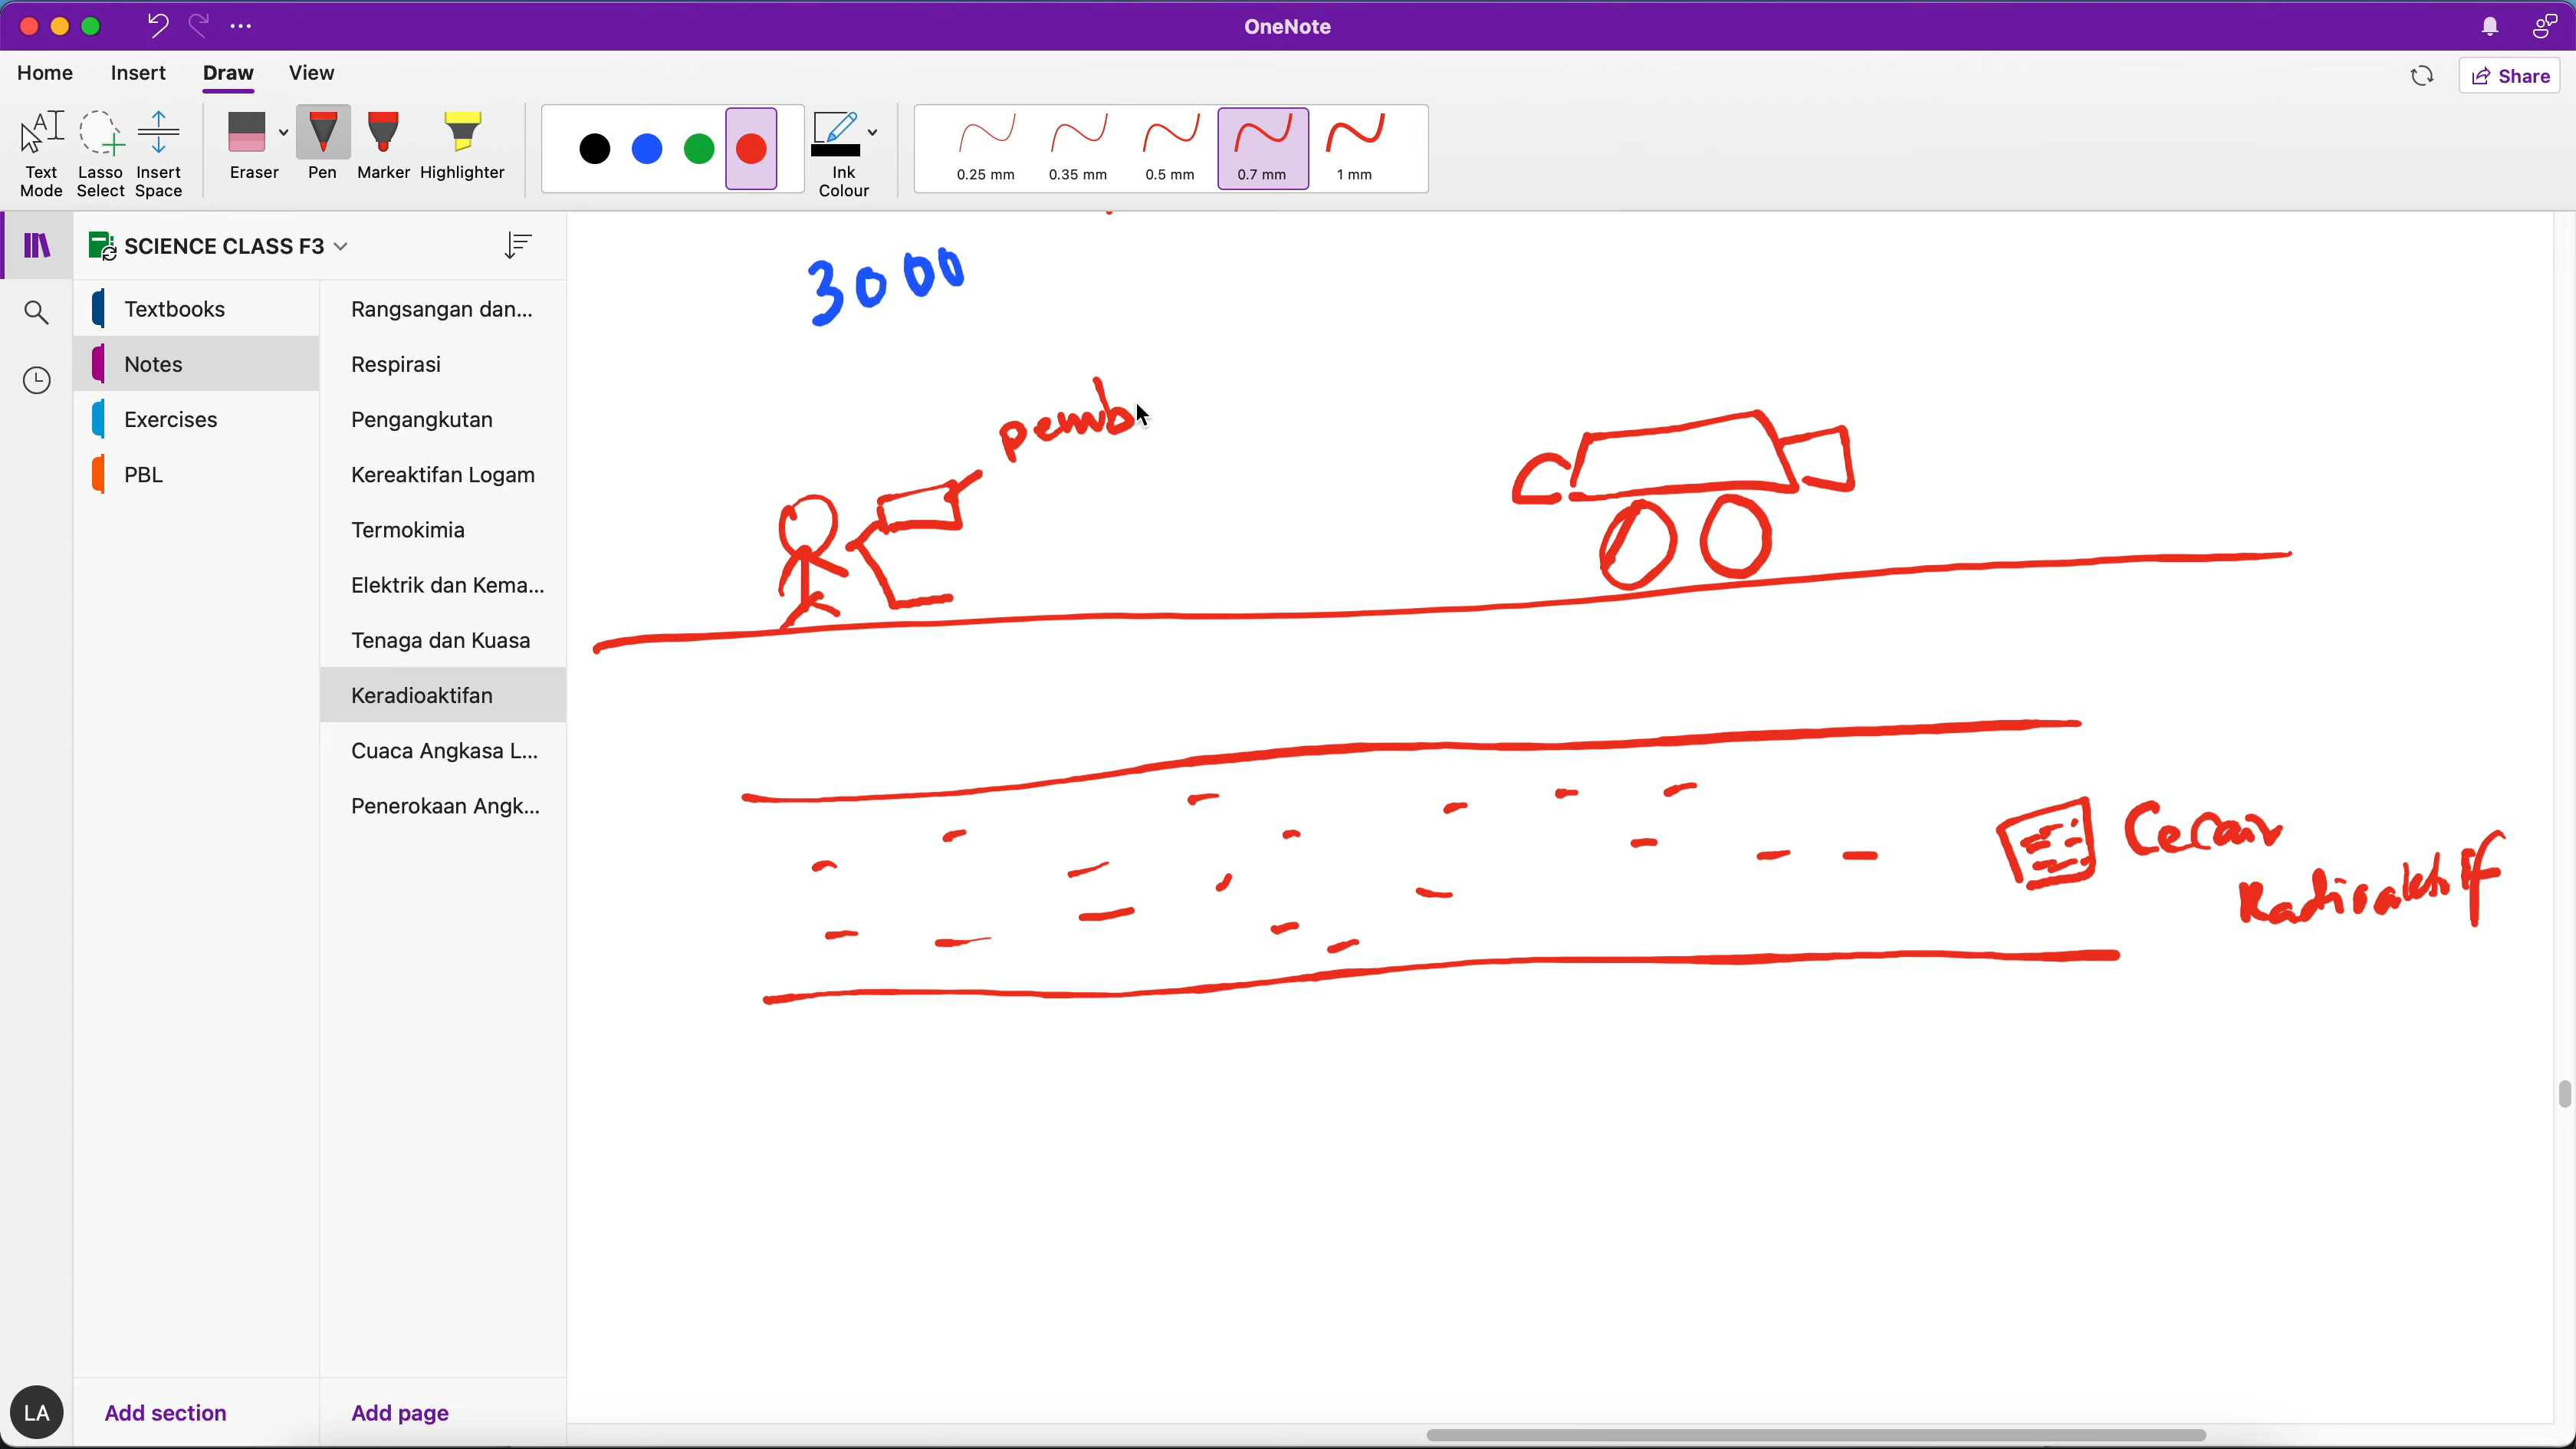 OneNote
Home Insert Draw View
Share
Text Mode
Lasso Select
Insert Space
Eraser
Pen
Marker
Highlighter
Ink Colour
0.25 mm
0.35 mm
0.5 mm
0.7 mm
1 mm
SCIENCE CLASS F3
Textbooks
Notes
Exercises
PBL
Rangsangan dan...
Respirasi
Pengangkutan
Kereaktifan Logam
Termokimia
Elektrik dan Kema...
Tenaga dan Kuasa
Keradioaktifan
Cuaca Angkasa L...
Penerokaan Angk...
3000
pemb
Cecair
Radioaktif
LA
Add section
Add page